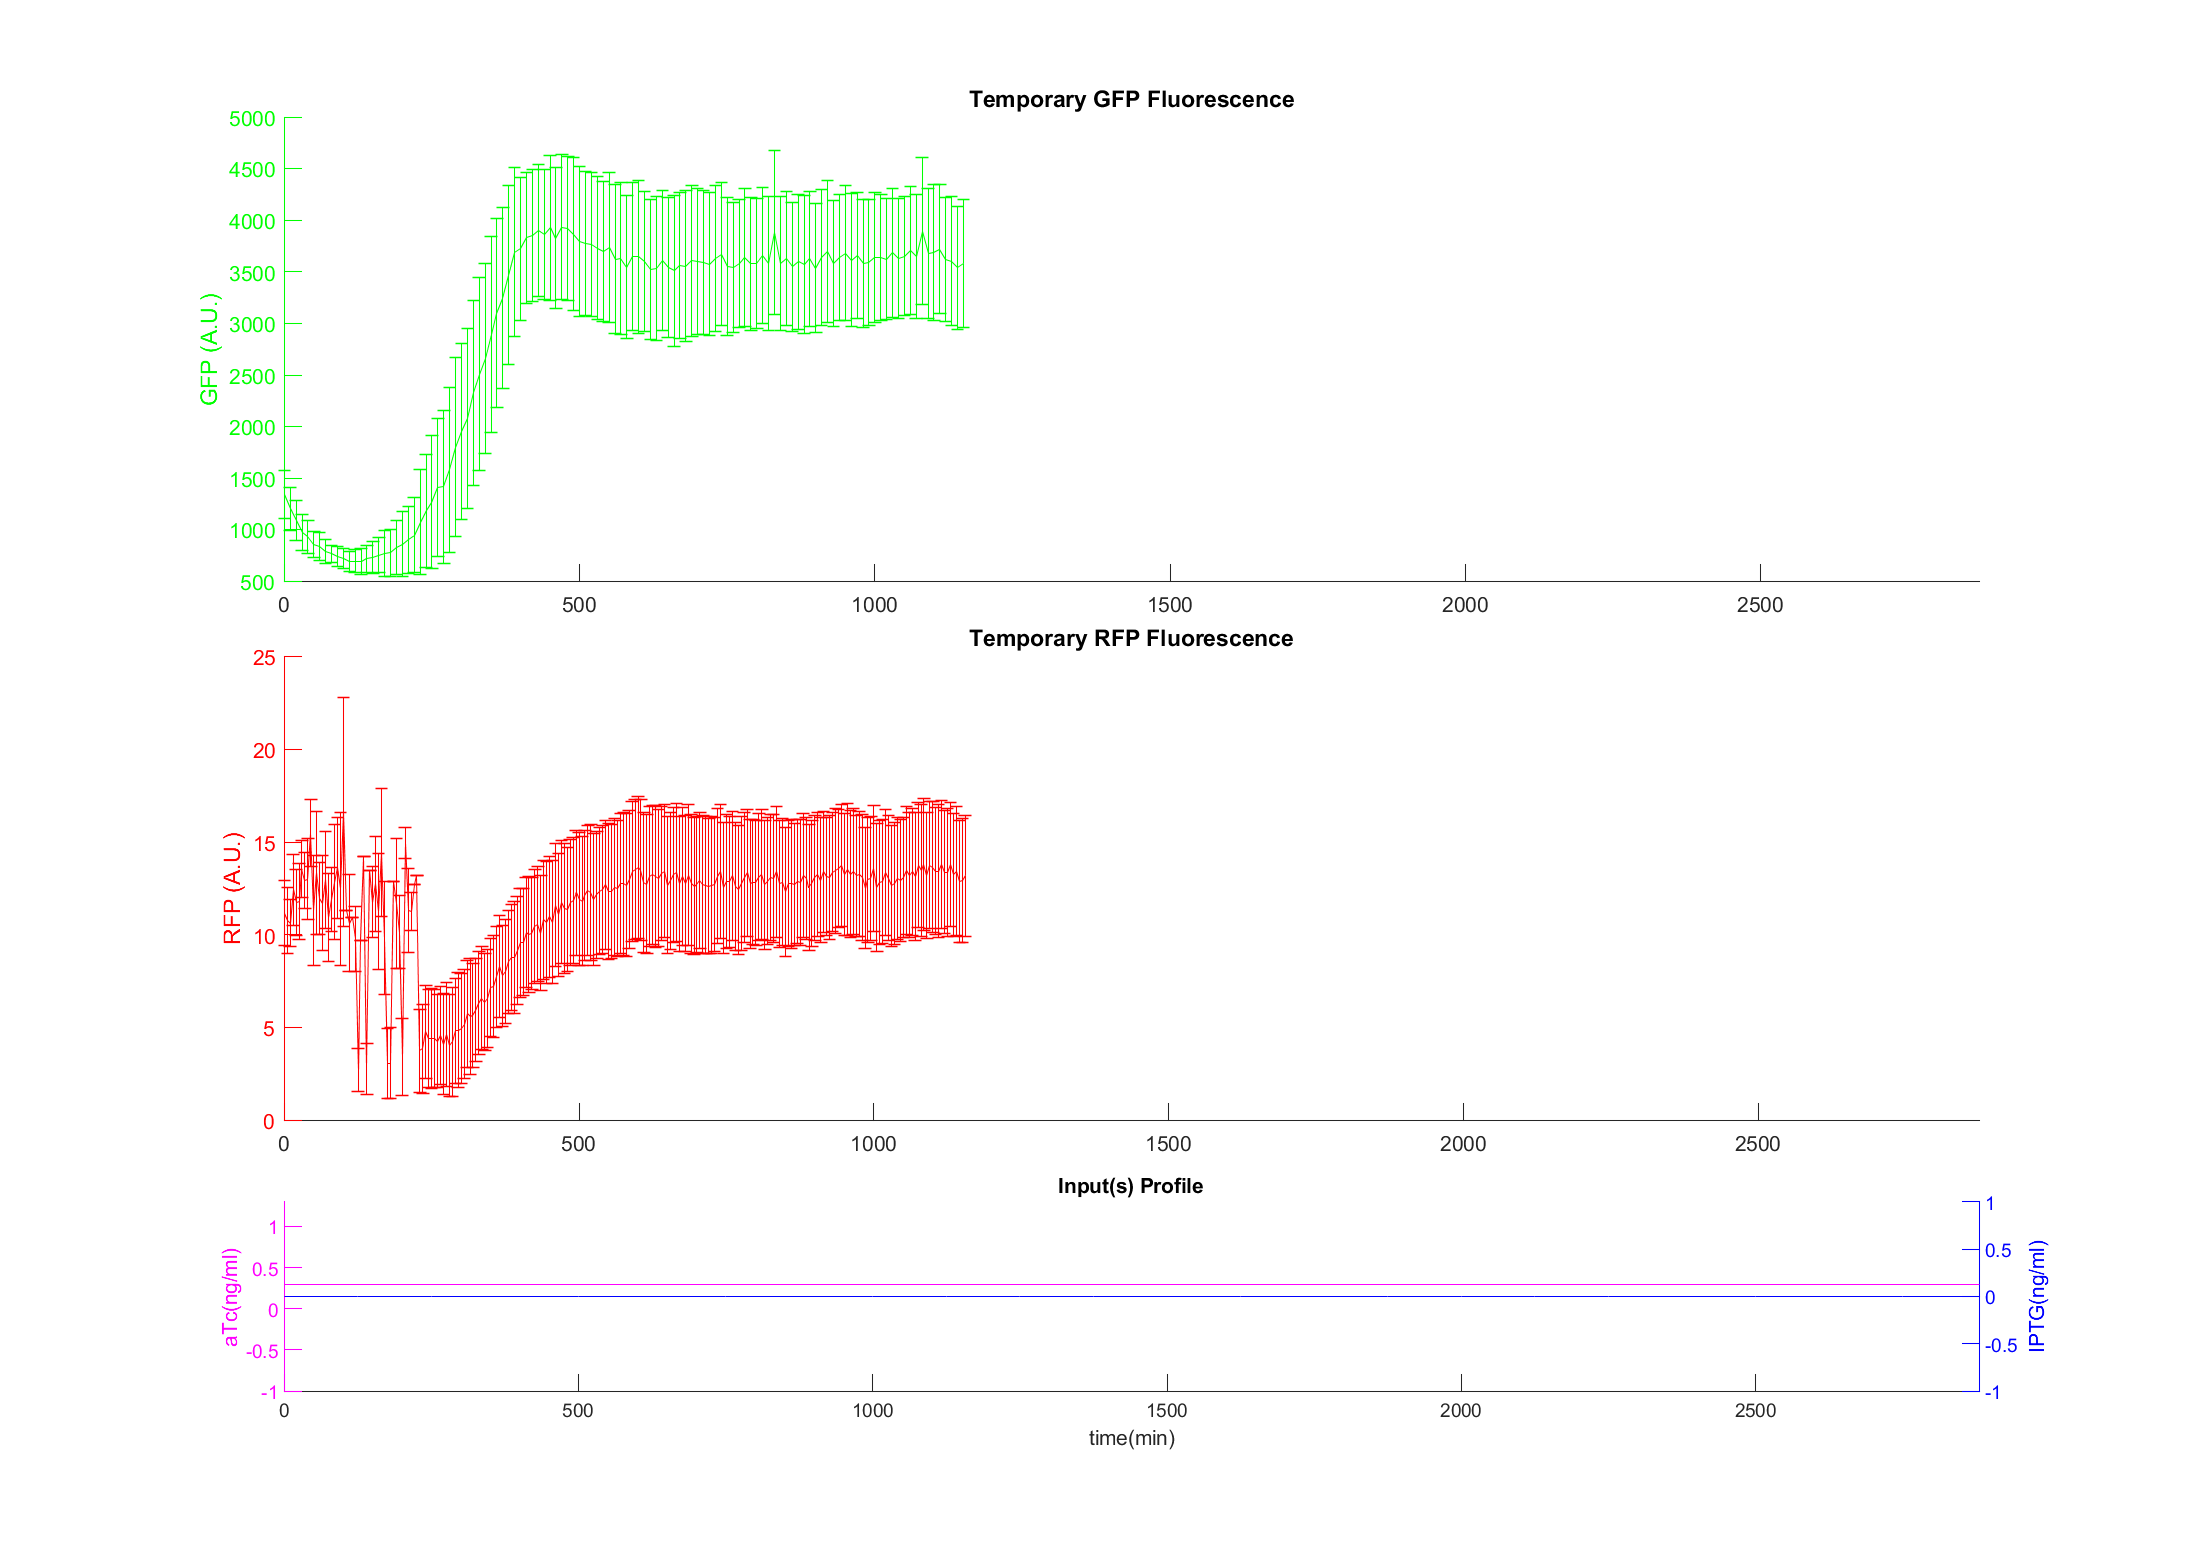 Temporary GFP Fluorescence
5000
4500
4000
3500
3000
2500
2000
1500
1000
500
GFP (A.U.)
0 500 1000 1500 2000 2500
Temporary RFP Fluorescence
25
20
15
10
5
0
RFP (A.U.)
0 500 1000 1500 2000 2500
Input(s) Profile
1
0.5
0
-0.5
-1
aTc(ng/ml)
1
0.5
0
-0.5
-1
IPTG(ng/ml)
0 500 1000 1500 2000 2500
time(min)